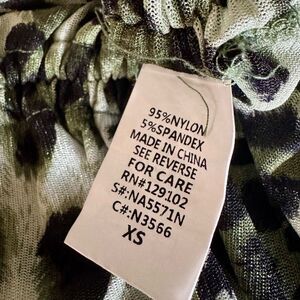 95%NYLON
5%SPANDEX
MADE IN CHINA
SEE REVERSE
FOR CARE
RN#129102
S#:NA5571N
C#:N3566
XS